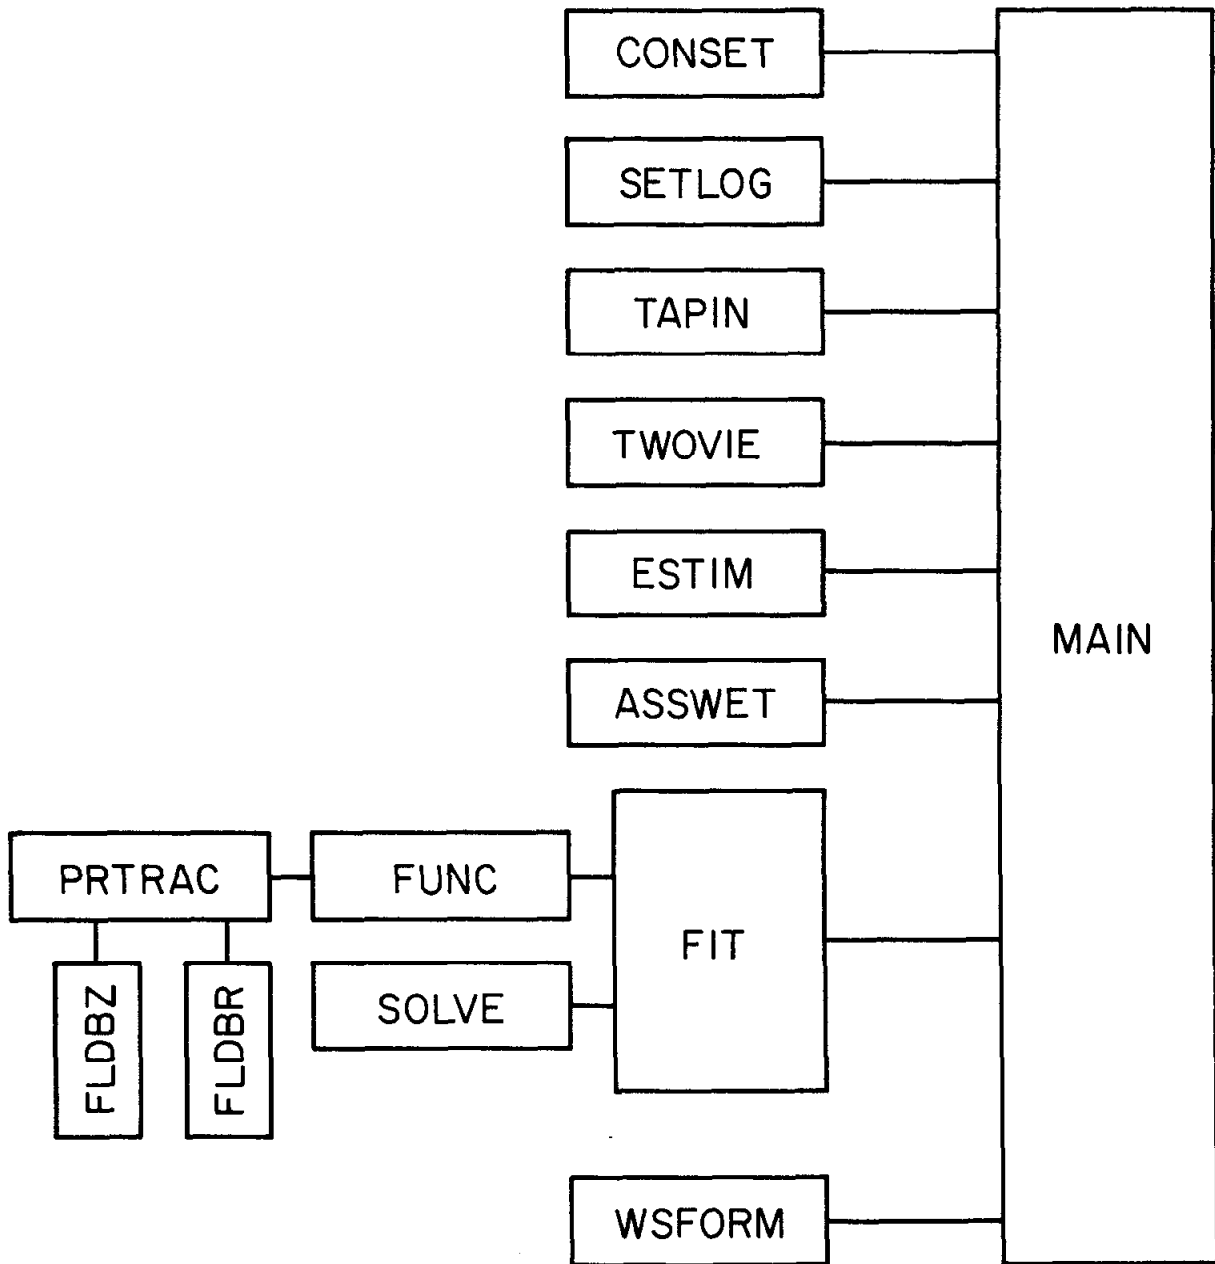 CONSET
SETLOG
TAPIN
TWOVIE
ESTIM
MAIN
ASSWET
PRTRAC
FUNC
FIT
SOLVE
FLDBZ
FLDBR
WSFORM